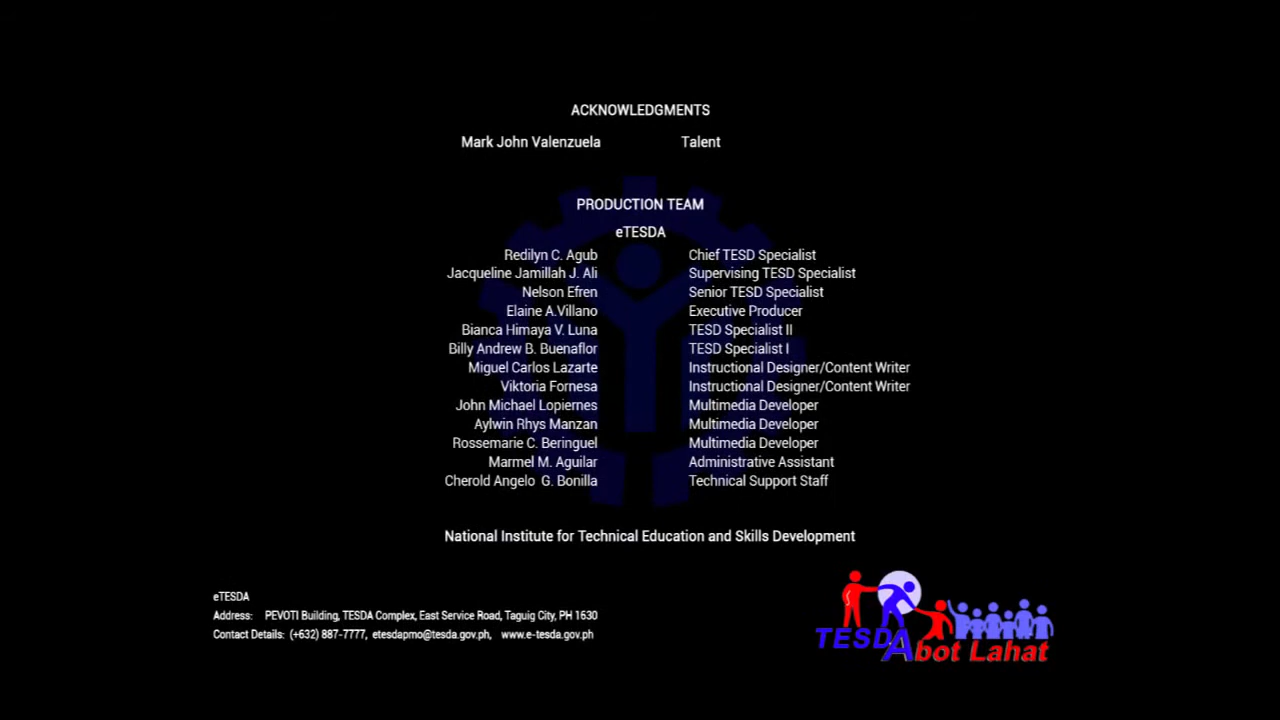 ACKNOWLEDGMENTS
Mark John Valenzuela Talent
PRODUCTION TEAM
eTESDA
Redilyn C. Agub Chief TESD Specialist
Jacqueline Jamillah J. Ali Supervising TESD Specialist
Nelson Efren Senior TESD Specialist
Elaine A.Villano Executive Producer
Bianca Himaya V. Luna TESD Specialist II
Billy Andrew B. Buenaflor TESD Specialist I
Miguel Carlos Lazarte Instructional Designer/Content Writer
Viktoria Fornesa Instructional Designer/Content Writer
John Michael Lopiernes Multimedia Developer
Aylwin Rhys Manzan Multimedia Developer
Rossemarie C. Beringuel Multimedia Developer
Marmel M. Aguilar Administrative Assistant
Cherold Angelo G. Bonilla Technical Support Staff
National Institute for Technical Education and Skills Development
eTESDA
Address: PEVOTI Building, TESDA Complex, East Service Road, Taguig City, PH 1630
Contact Details: (+632) 887-7777, etesdapmo@tesda.gov.ph, www.e-tesda.gov.ph
TESDA
Abot Lahat